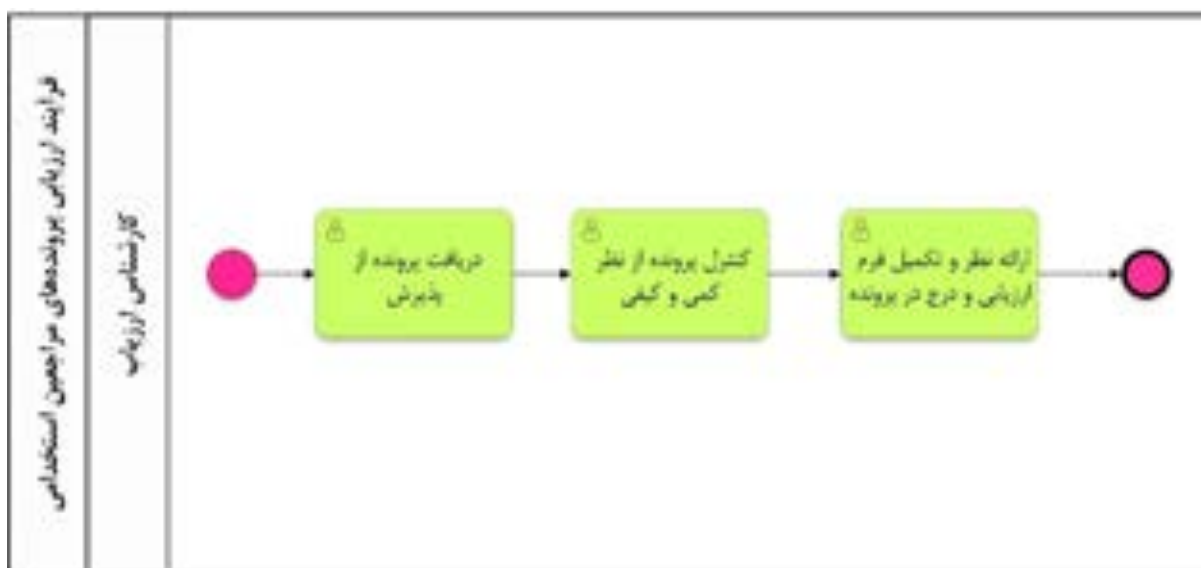 فرایند ارزیابی پرونده‌های مراجعین استخدامی
کارشناس ارزیاب
دریافت پرونده از
پذیرش
کنترل پرونده از نظر
کمی و کیفی
ارائه نظر و تکمیل فرم
ارزیابی و درج در پرونده